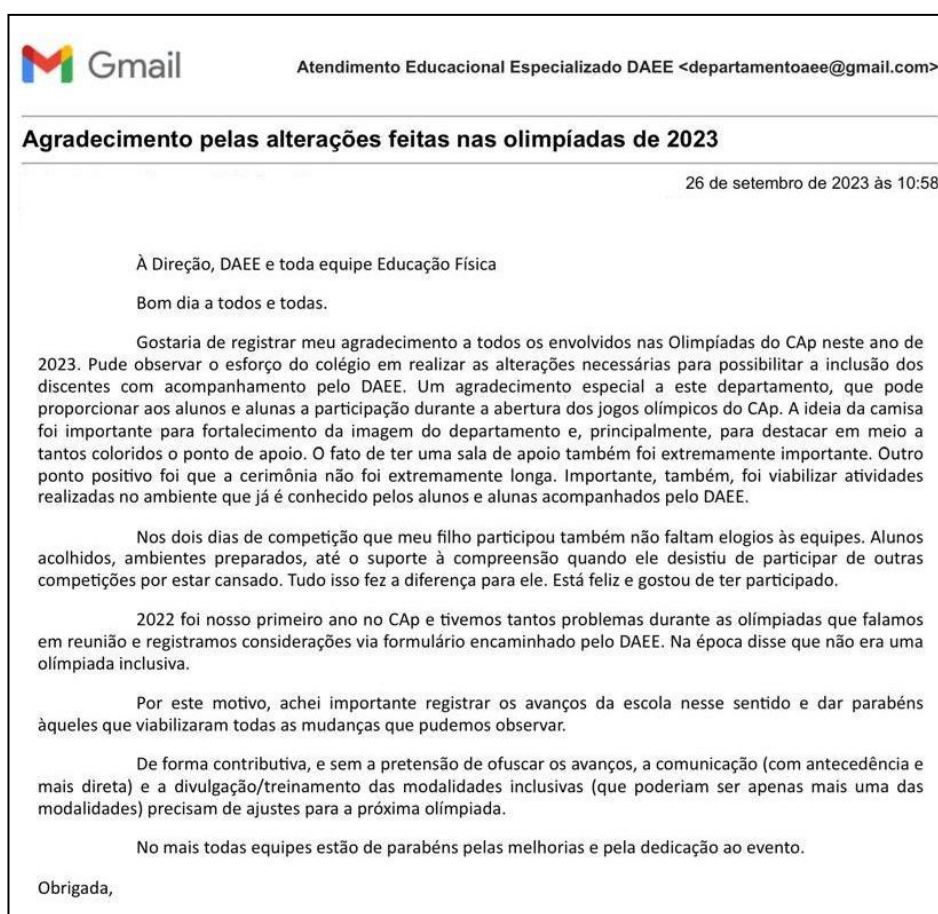 Gmail
Atendimento Educacional Especializado DAEE <departamentoaee@gmail.com>
Agradecimento pelas alterações feitas nas olimpíadas de 2023
26 de setembro de 2023 às 10:58
À Direção, DAEE e toda equipe Educação Física
Bom dia a todos e todas.
Gostaria de registrar meu agradecimento a todos os envolvidos nas Olimpíadas do CAp neste ano de
2023. Pude observar o esforço do colégio em realizar as alterações necessárias para possibilitar a inclusão dos
discentes com acompanhamento pelo DAEE. Um agradecimento especial a este departamento, que pode
proporcionar aos alunos e alunas a participação durante a abertura dos jogos olímpicos do CAp. A ideia da camisa
foi importante para fortalecimento da imagem do departamento e, principalmente, para destacar em meio a
tantos coloridos o ponto de apoio. O fato de ter uma sala de apoio também foi extremamente importante. Outro
ponto positivo foi que a cerimônia não foi extremamente longa. Importante, também, foi viabilizar atividades
realizadas no ambiente que já é conhecido pelos alunos e alunas acompanhados pelo DAEE.
Nos dois dias de competição que meu filho participou também não faltam elogios às equipes. Alunos
acolhidos, ambientes preparados, até o suporte à compreensão quando ele desistiu de participar de outras
competições por estar cansado. Tudo isso fez a diferença para ele. Está feliz e gostou de ter participado.
2022 foi nosso primeiro ano no CAp e tivemos tantos problemas durante as olímpiadas que falamos
em reunião e registramos considerações via formulário encaminhado pelo DAEE. Na época disse que não era uma
olímpiada inclusiva.
Por este motivo, achei importante registrar os avanços da escola nesse sentido e dar parabéns
àqueles que viabilizaram todas as mudanças que pudemos observar.
De forma contributiva, e sem a pretensão de ofuscar os avanços, a comunicação (com antecedência e
mais direta) e a divulgação/treinamento das modalidades inclusivas (que poderiam ser apenas mais uma das
modalidades) precisam de ajustes para a próxima olímpiada.
No mais todas equipes estão de parabéns pelas melhorias e pela dedicação ao evento.
Obrigada,